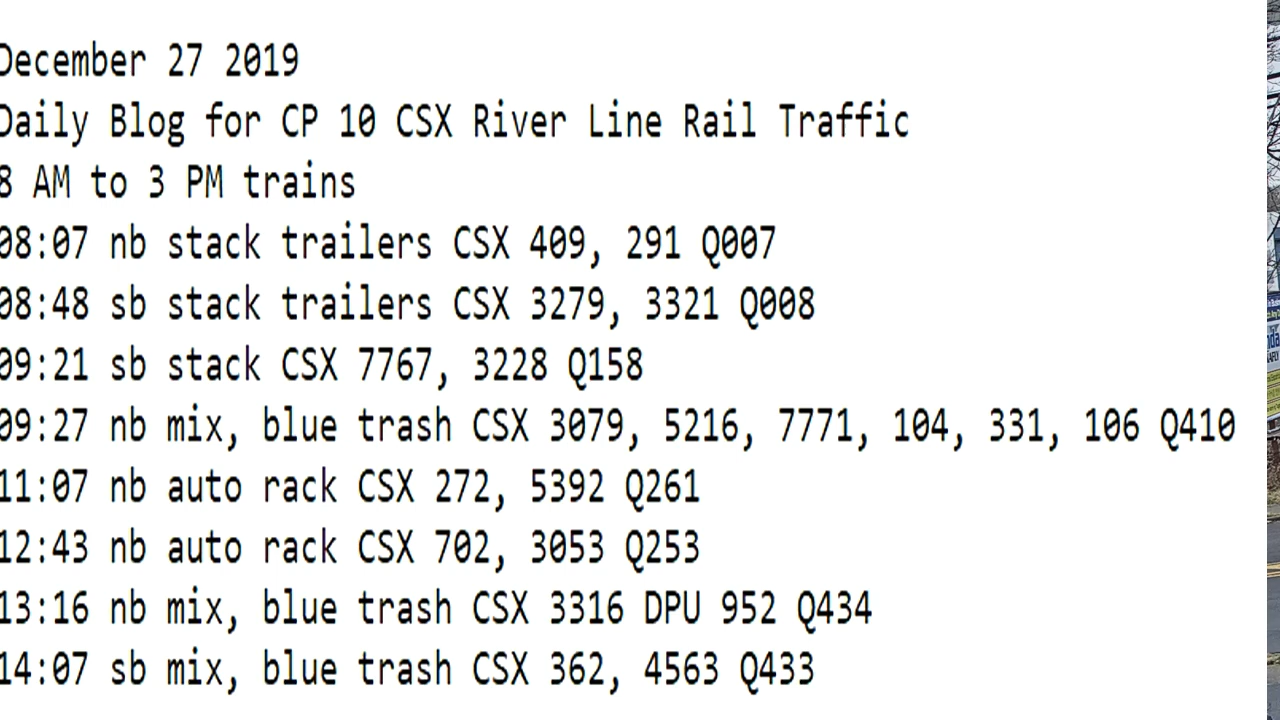 December 27 2019
Daily Blog for CP 10 CSX River Line Rail Traffic
8 AM to 3 PM trains
08:07 nb stack trailers CSX 409, 291 Q007
08:48 sb stack trailers CSX 3279, 3321 Q008
09:21 sb stack CSX 7767, 3228 Q158
09:27 nb mix, blue trash CSX 3079, 5216, 7771, 104, 331, 106 Q410
11:07 nb auto rack CSX 272, 5392 Q261
12:43 nb auto rack CSX 702, 3053 Q253
13:16 nb mix, blue trash CSX 3316 DPU 952 Q434
14:07 sb mix, blue trash CSX 362, 4563 Q433